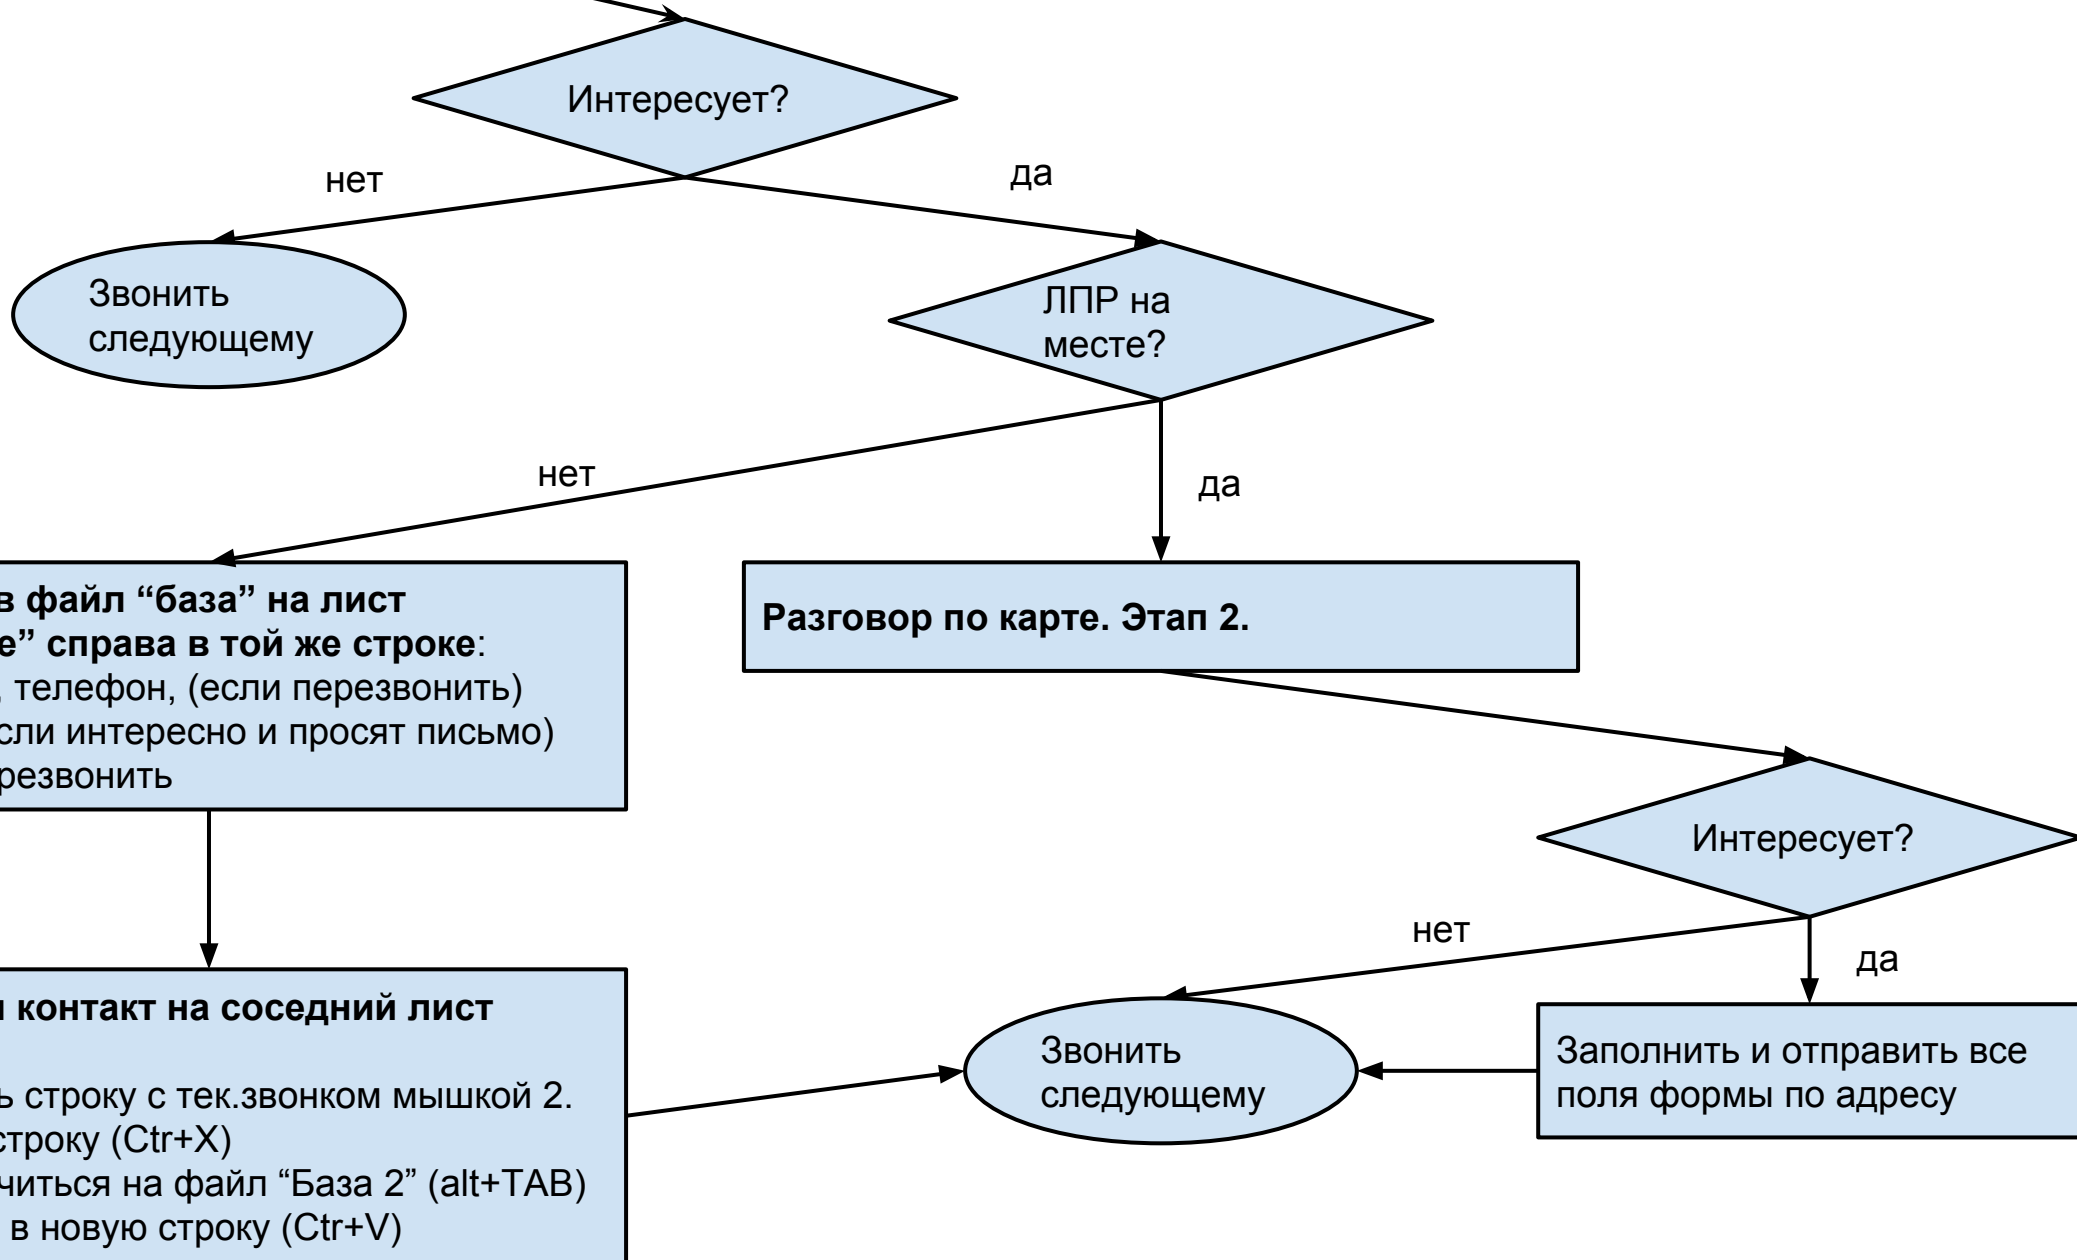 Интересует?
нет
да
Звонить
следующему
ЛПР на
месте?
нет
да
в файл “база” на лист
е” справа в той же строке:
, телефон, (если перезвонить)
сли интересно и просят письмо)
резвонить
Разговор по карте. Этап 2.
Интересует?
нет
да
контакт на соседний лист
ь строку с тек.звонком мышкой 2.
строку (Ctr+X)
читься на файл “База 2” (alt+TAB)
в новую строку (Ctr+V)
Звонить
следующему
Заполнить и отправить все
поля формы по адресу